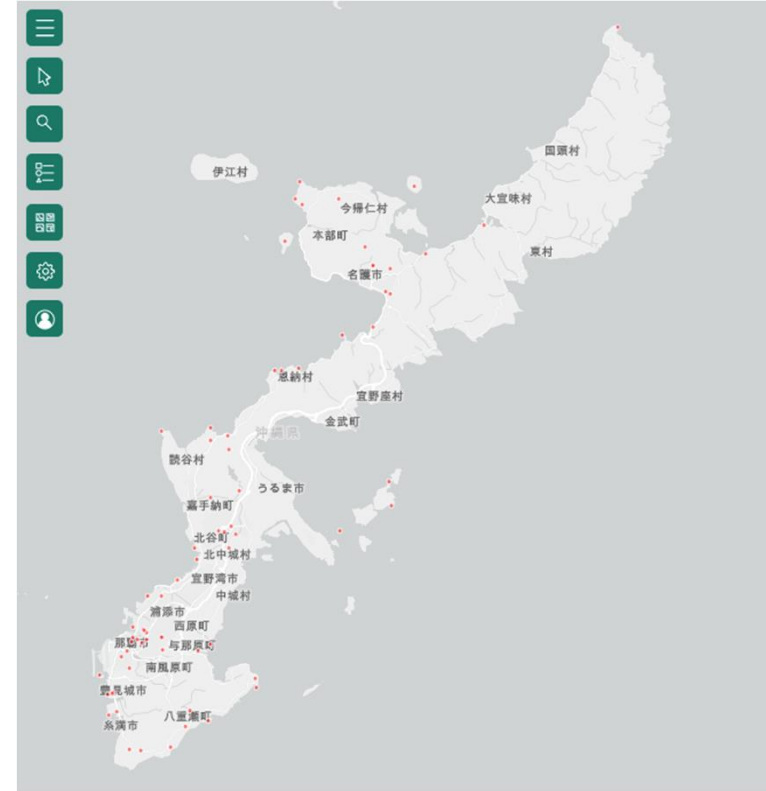 国頭村
伊江村
大宜味村
今帰仁村
本部町
東村
名護市
恩納村
宜野座村
金武町
沖縄県
読谷村
うるま市
嘉手納町
北谷町
北中城村
宜野湾市
中城村
浦添市
西原町
那覇市
与那原町
南風原町
豊見城市
八重瀬町
糸満市